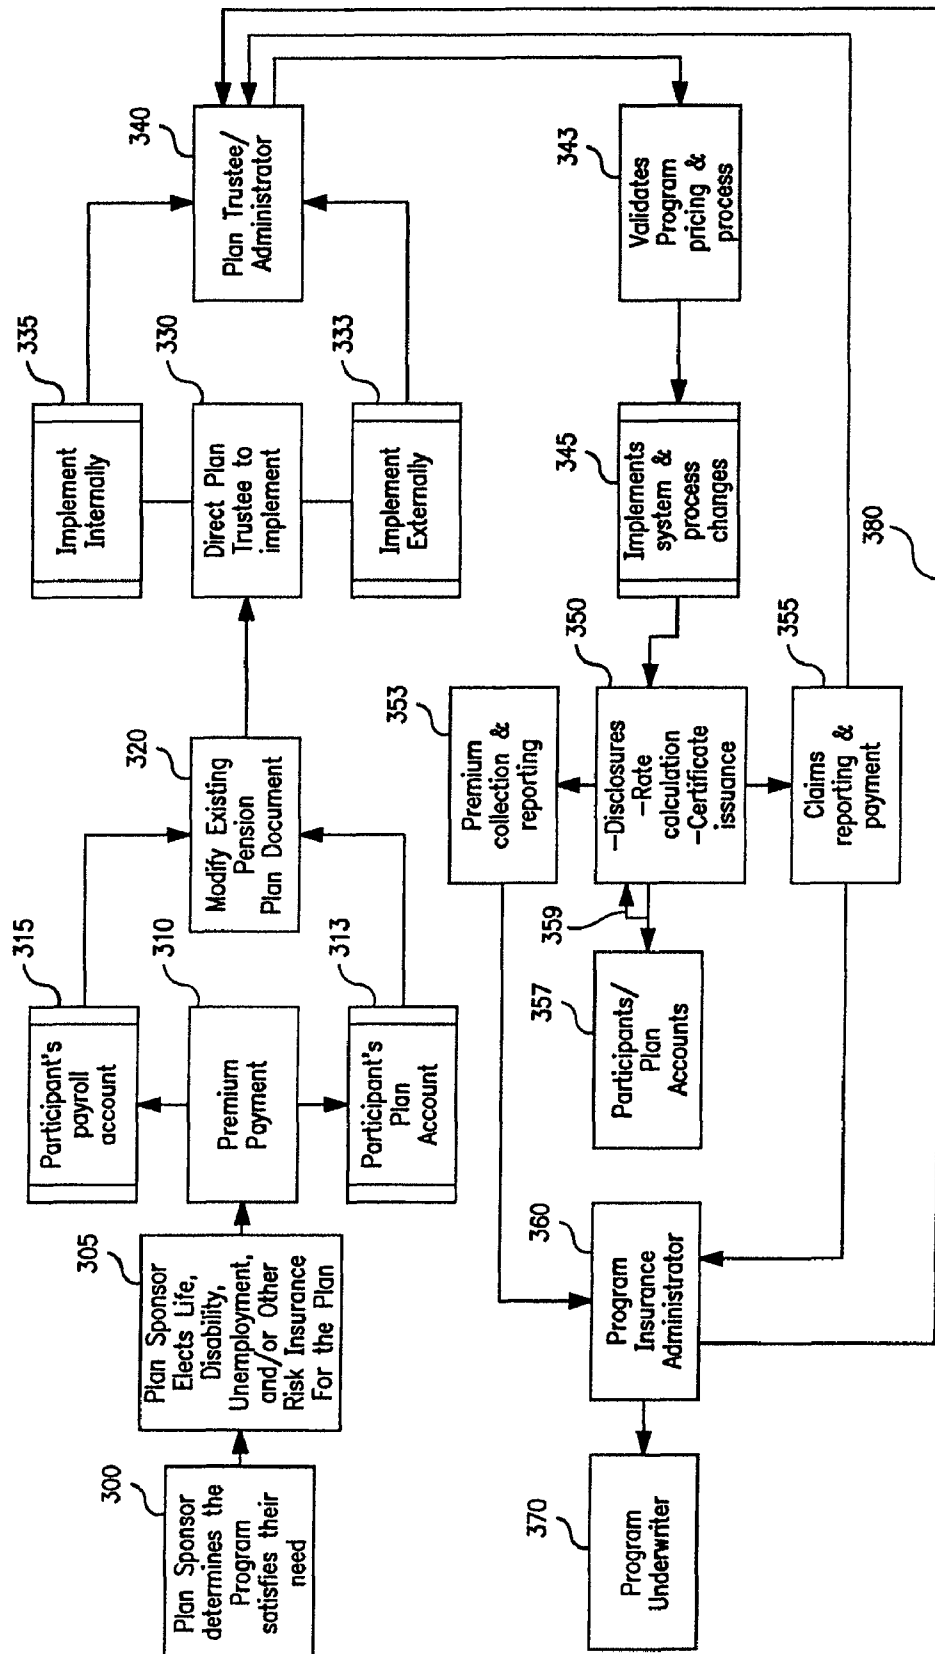 300
Plan Sponsor
determines the
Program
satisfies their
need
305
Plan Sponsor
Elects Life,
Disability,
Unemployment,
and/or Other
Risk Insurance
For the Plan
315
Participant's
payroll
account
310
Premium
Payment
313
Participant's
Plan
Account
320
Modify Existing
Pension
Plan Document
335
Implement
Internally
330
Direct Plan
Trustee to
implement
333
Implement
Externally
340
Plan Trustee/
Administrator
343
Validates
Program
pricing &
process
345
Implements
system &
process
changes
350
-Disclosures
-Rate
calculation
-Certificate
issuance
353
Premium
collection &
reporting
355
Claims
reporting &
payment
359
357
Participants/
Plan
Accounts
360
Program
Insurance
Administrator
370
Program
Underwriter
380